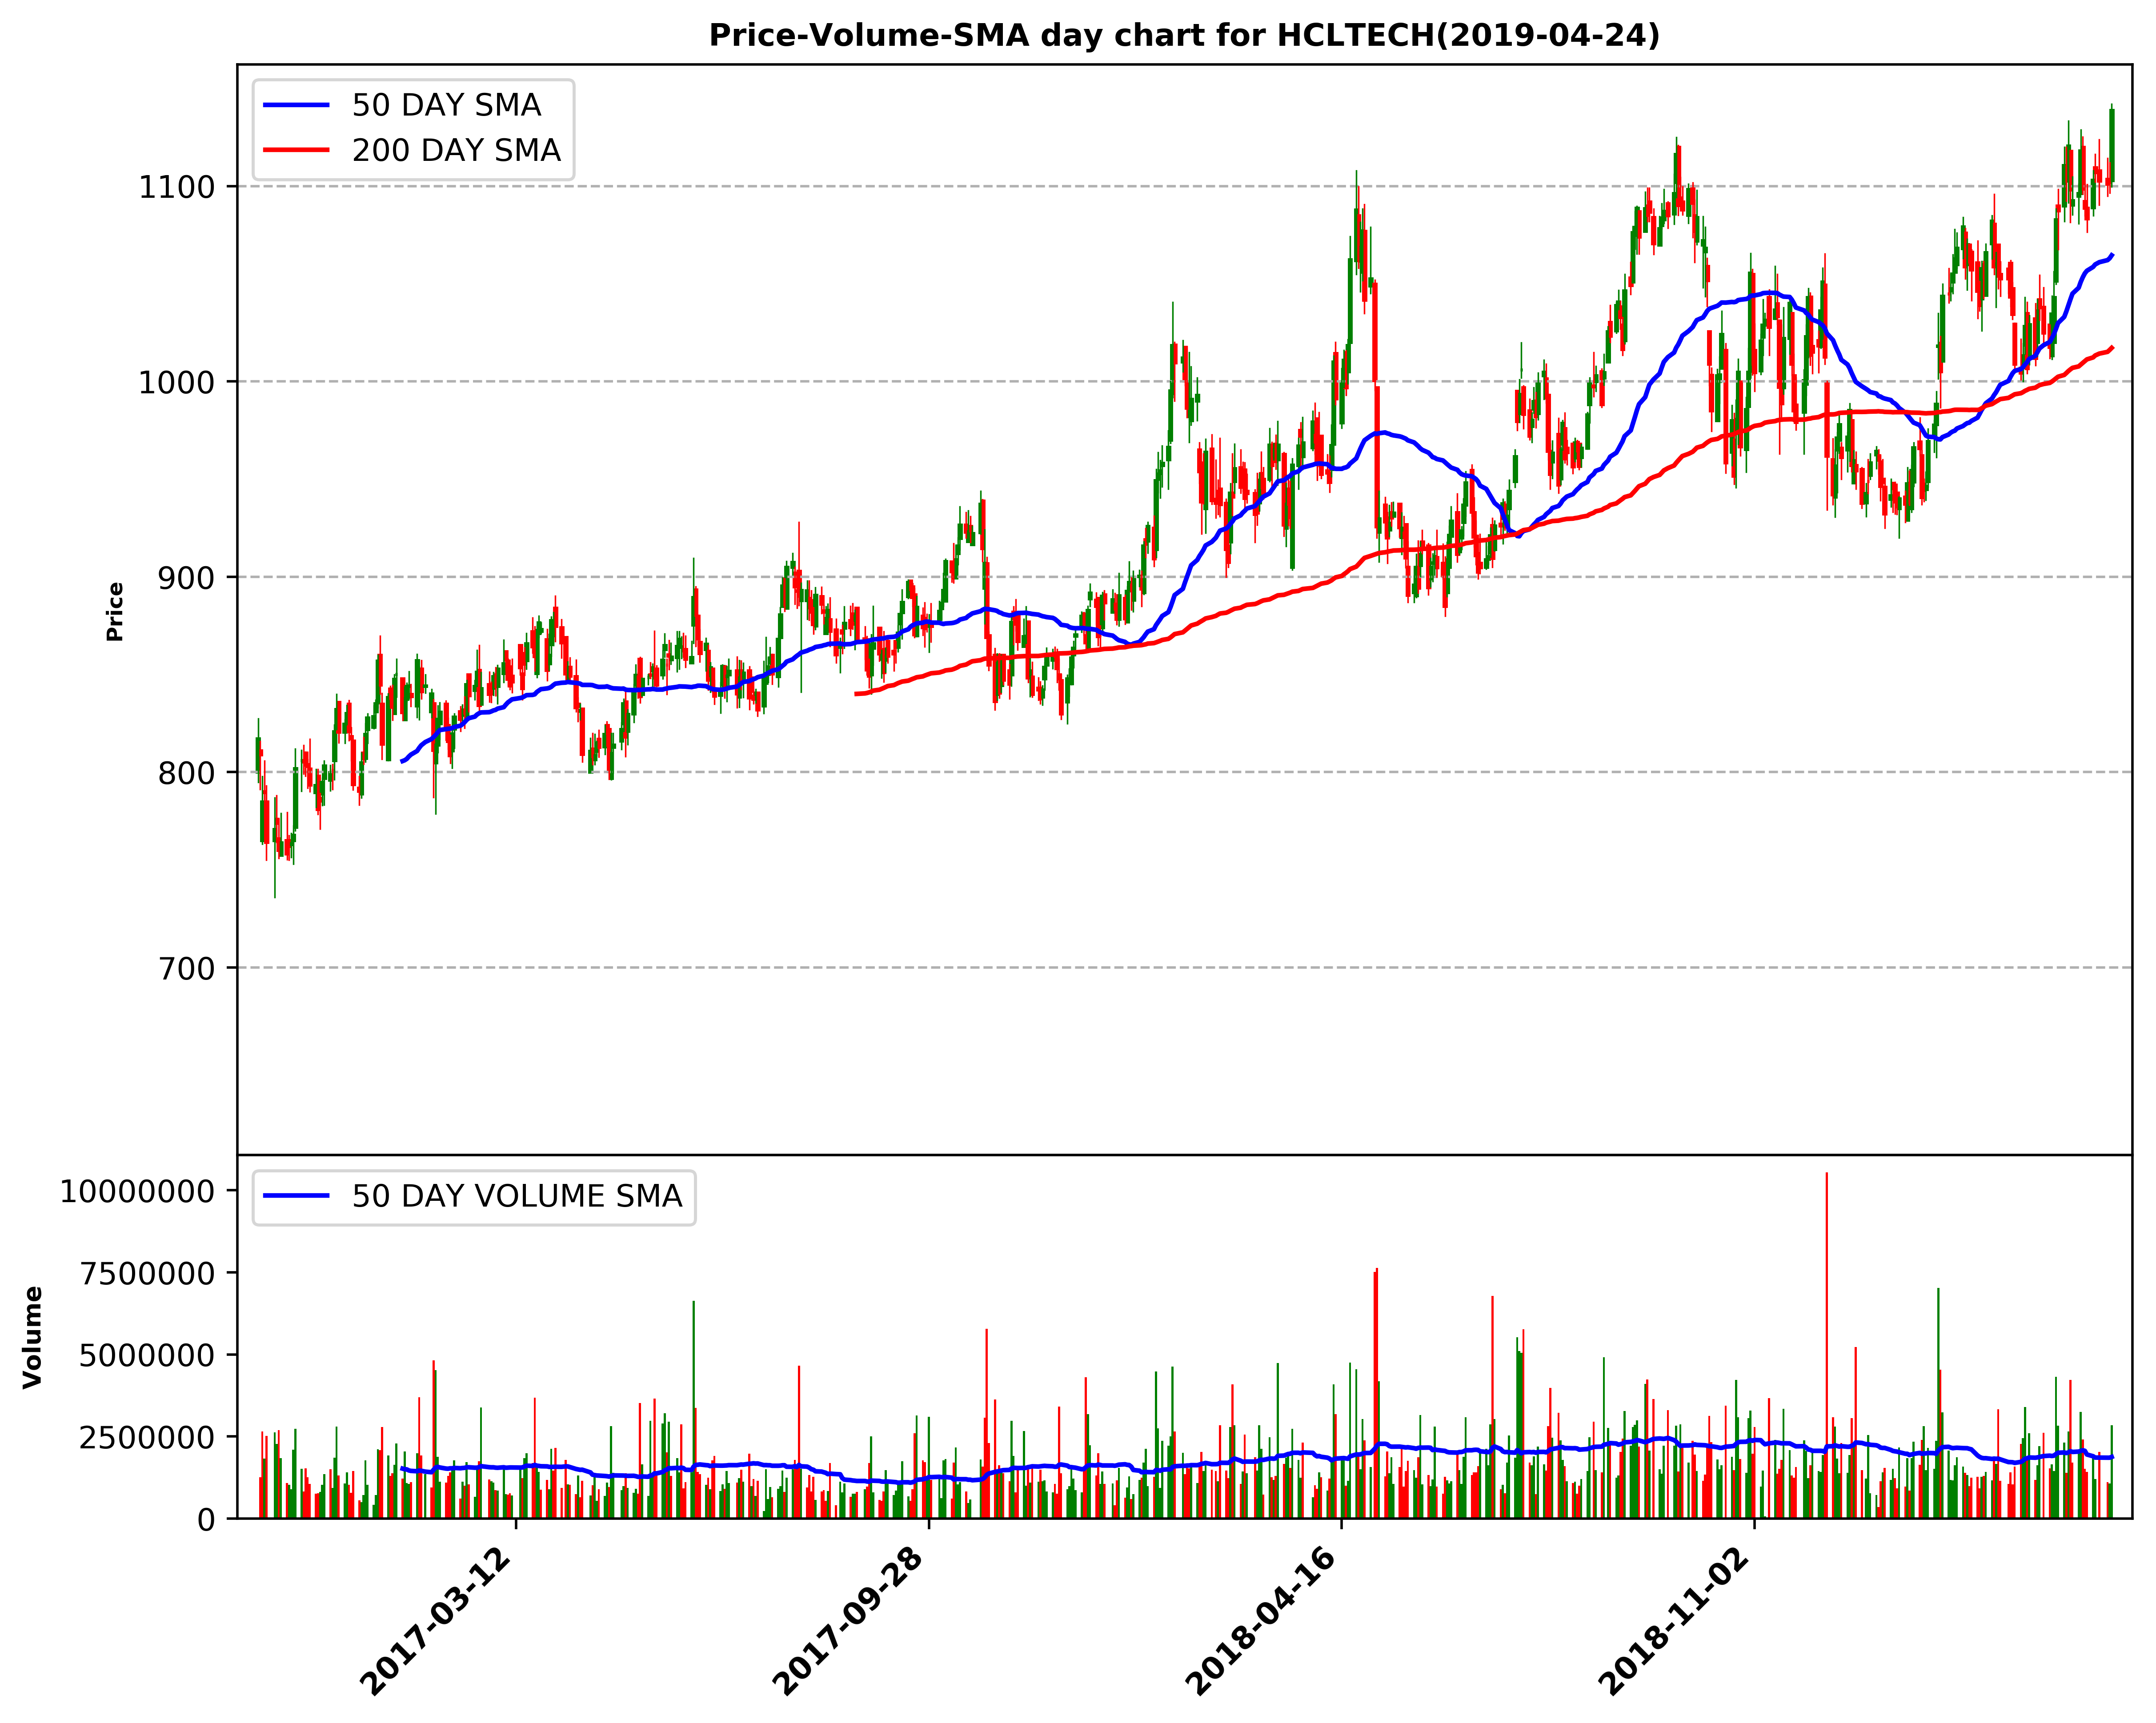 Price-Volume-SMA day chart for HCLTECH(2019-04-24)
50 DAY SMA
200 DAY SMA
1100
1000
900
800
700
Price
50 DAY VOLUME SMA
10000000
7500000
5000000
2500000
0
Volume
2017-03-12
2017-09-28
2018-04-16
2018-11-02